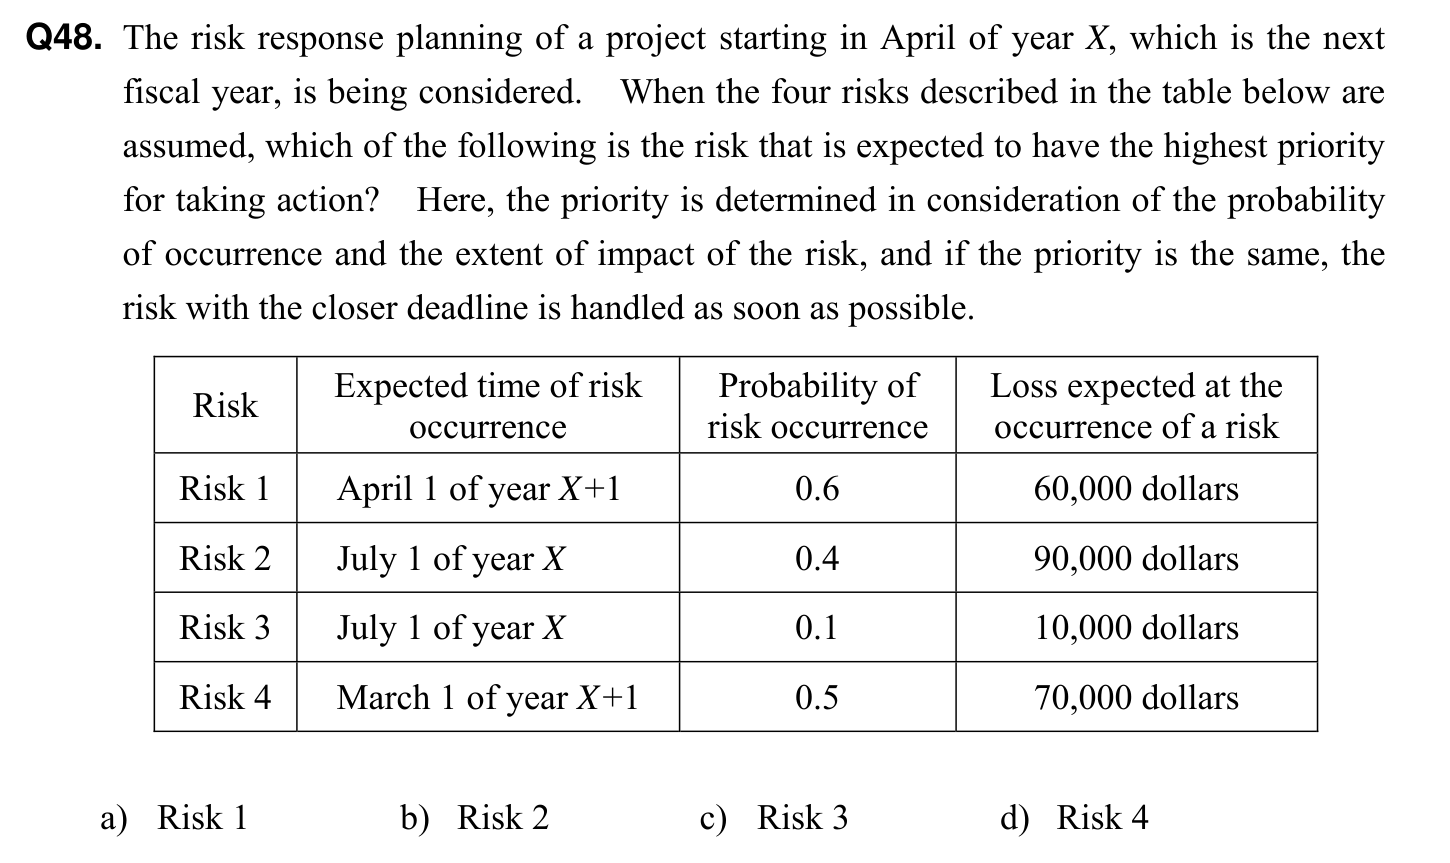 Q48. The risk response planning of a project starting in April of year X, which is the next
fiscal year, is being considered. When the four risks described in the table below are
assumed, which of the following is the risk that is expected to have the highest priority
for taking action? Here, the priority is determined in consideration of the probability
of occurrence and the extent of impact of the risk, and if the priority is the same, the
risk with the closer deadline is handled as soon as possible.
Risk Expected time of risk occurrence Probability of risk occurrence Loss expected at the occurrence of a risk
Risk 1 April 1 of year X+1 0.6 60,000 dollars
Risk 2 July 1 of year X 0.4 90,000 dollars
Risk 3 July 1 of year X 0.1 10,000 dollars
Risk 4 March 1 of year X+1 0.5 70,000 dollars
a) Risk 1 b) Risk 2 c) Risk 3 d) Risk 4